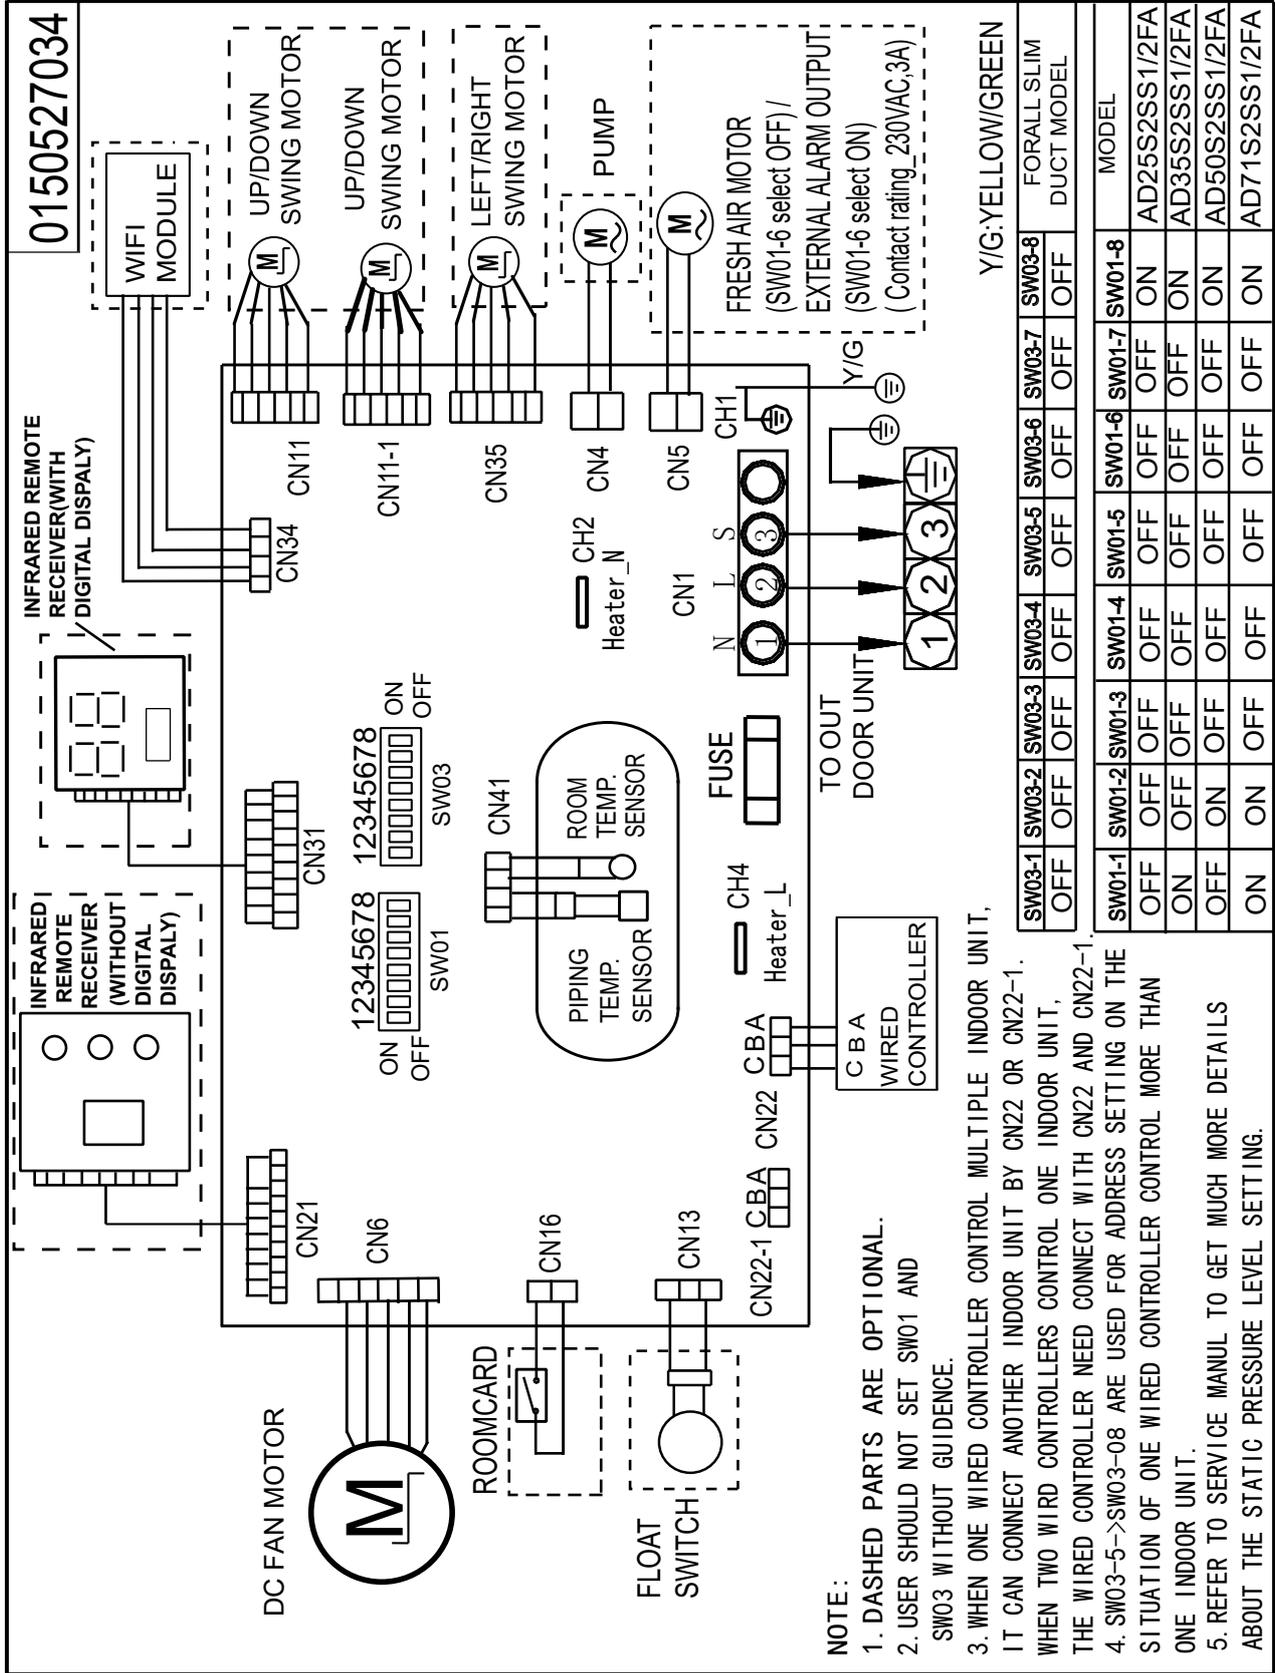 0150527034
WIFI
MODULE
INFRARED REMOTE
RECEIVER(WITH
DIGITAL DISPALY)
INFRARED
REMOTE
RECEIVER
(WITHOUT
DIGITAL
DISPALY)
UP/DOWN
SWING MOTOR
UP/DOWN
SWING MOTOR
LEFT/RIGHT
SWING MOTOR
PUMP
FRESH AIR MOTOR
(SW01-6 select OFF) /
EXTERNAL ALARM OUTPUT
(SW01-6 select ON)
( Contact rating_230VAC,3A)
M
M
M
M
M
CN21
CN31
CN34
CN11
CN11-1
CN35
CN4
CN5
CN6
CN16
CN13
DC FAN MOTOR
M
ROOMCARD
FLOAT
SWITCH
12345678
ON
OFF
SW01
12345678
ON
OFF
SW03
CN41
PIPING
TEMP.
SENSOR
ROOM
TEMP.
SENSOR
CH2
Heater_N
CH4
Heater_L
FUSE
CN1
N L S
1 2 3
CH1
Y/G
TO OUT
DOOR UNIT
1 2 3
CN22-1
C B A
CN22
C B A
C B A
WIRED
CONTROLLER
Y/G:YELLOW/GREEN
NOTE:
1. DASHED PARTS ARE OPTIONAL.
2. USER SHOULD NOT SET SW01 AND
SW03 WITHOUT GUIDENCE.
3. WHEN ONE WIRED CONTROLLER CONTROL MULTIPLE INDOOR UNIT,
IT CAN CONNECT ANOTHER INDOOR UNIT BY CN22 OR CN22-1.
WHEN TWO WIRD CONTROLLERS CONTROL ONE INDOOR UNIT,
THE WIRED CONTROLLER NEED CONNECT WITH CN22 AND CN22-1.
4. SW03-5->SW03-08 ARE USED FOR ADDRESS SETTING ON THE
SITUATION OF ONE WIRED CONTROLLER CONTROL MORE THAN
ONE INDOOR UNIT.
5. REFER TO SERVICE MANUL TO GET MUCH MORE DETAILS
ABOUT THE STATIC PRESSURE LEVEL SETTING.
SW03-1 SW03-2 SW03-3 SW03-4 SW03-5 SW03-6 SW03-7 SW03-8 FORALL SLIM
OFF OFF OFF OFF OFF OFF OFF OFF DUCT MODEL
SW01-1 SW01-2 SW01-3 SW01-4 SW01-5 SW01-6 SW01-7 SW01-8 MODEL
OFF OFF OFF OFF OFF OFF OFF ON AD25S2SS1/2FA
ON OFF OFF OFF OFF OFF OFF ON AD35S2SS1/2FA
OFF ON OFF OFF OFF OFF OFF ON AD50S2SS1/2FA
ON ON OFF OFF OFF OFF OFF ON AD71S2SS1/2FA